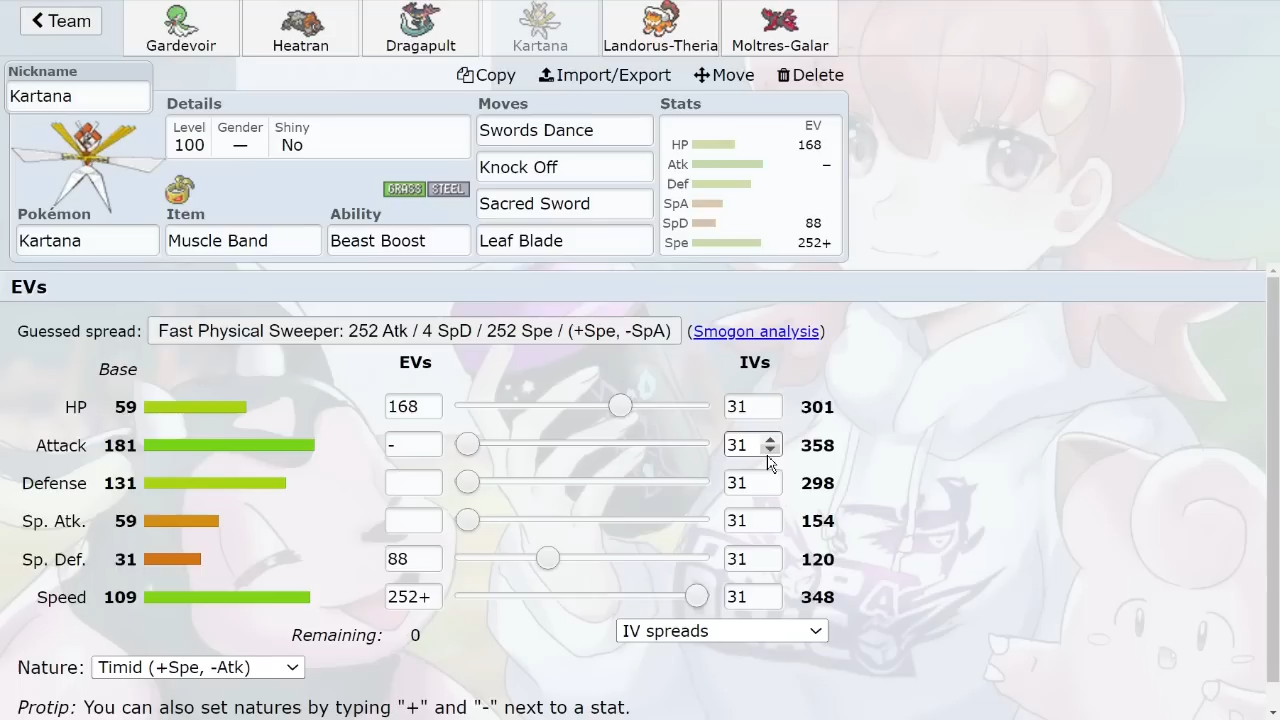 Team
Gardevoir
Heatran
Dragapult
Kartana
Landorus-Theria
Moltres-Galar
Copy Import/Export Move Delete
Nickname
Kartana
Details
Level Gender Shiny
100 — No
GRASS STEEL
Pokémon Item Ability
Kartana Muscle Band Beast Boost
Moves
Swords Dance
Knock Off
Sacred Sword
Leaf Blade
Stats
EV
HP 168
Atk –
Def
SpA
SpD 88
Spe 252+
EVs
Guessed spread: Fast Physical Sweeper: 252 Atk / 4 SpD / 252 Spe / (+Spe, -SpA) (Smogon analysis)
Base EVs IVs
HP 59 168 31 301
Attack 181 - 31 358
Defense 131 31 298
Sp. Atk. 59 31 154
Sp. Def. 31 88 31 120
Speed 109 252+ 31 348
Remaining: 0 IV spreads
Nature: Timid (+Spe, -Atk)
Protip: You can also set natures by typing "+" and "-" next to a stat.